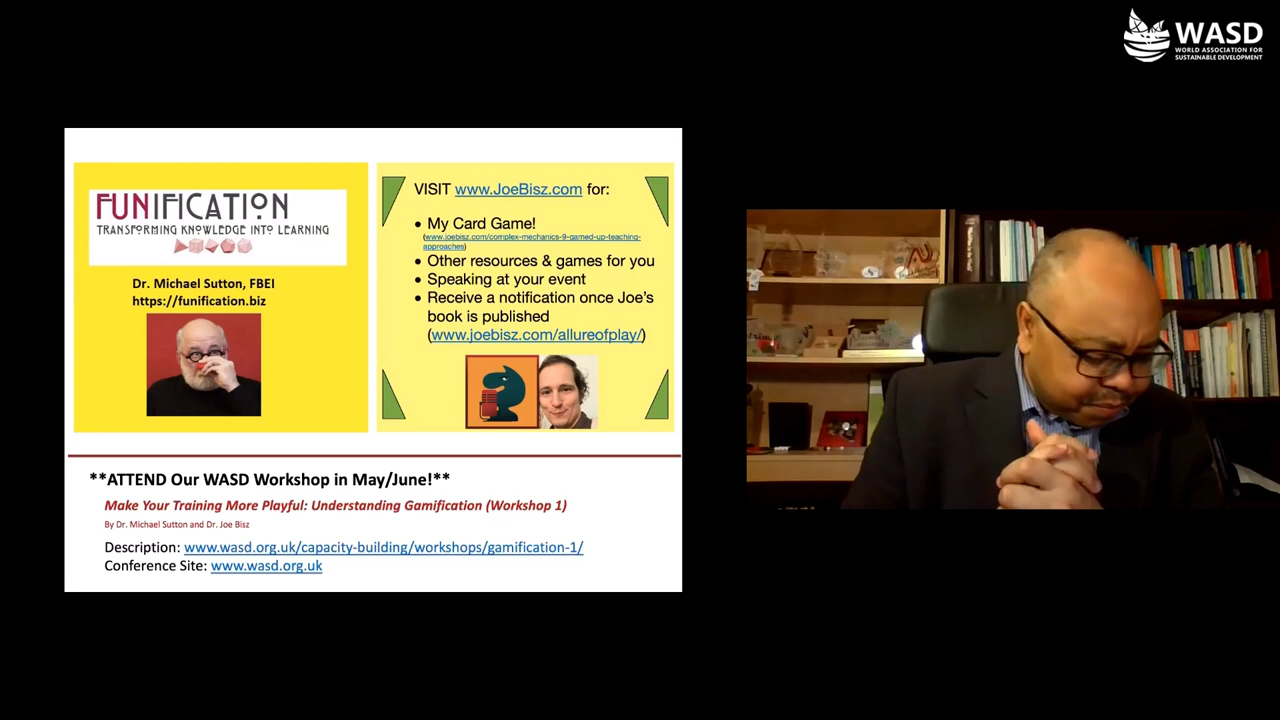 WASD
WORLD ASSOCIATION FOR
SUSTAINABLE DEVELOPMENT
FUNIFICATION
TRANSFORMING KNOWLEDGE INTO LEARNING
Dr. Michael Sutton, FBEI
https://funification.biz
VISIT www.JoeBisz.com for:
• My Card Game!
(www.joebisz.com/complex-mechanics-9-gamed-up-teaching-
approaches)
• Other resources & games for you
• Speaking at your event
• Receive a notification once Joe's
book is published
(www.joebisz.com/allureofplay/)
**ATTEND Our WASD Workshop in May/June!**
Make Your Training More Playful: Understanding Gamification (Workshop 1)
By Dr. Michael Sutton and Dr. Joe Bisz
Description: www.wasd.org.uk/capacity-building/workshops/gamification-1/
Conference Site: www.wasd.org.uk